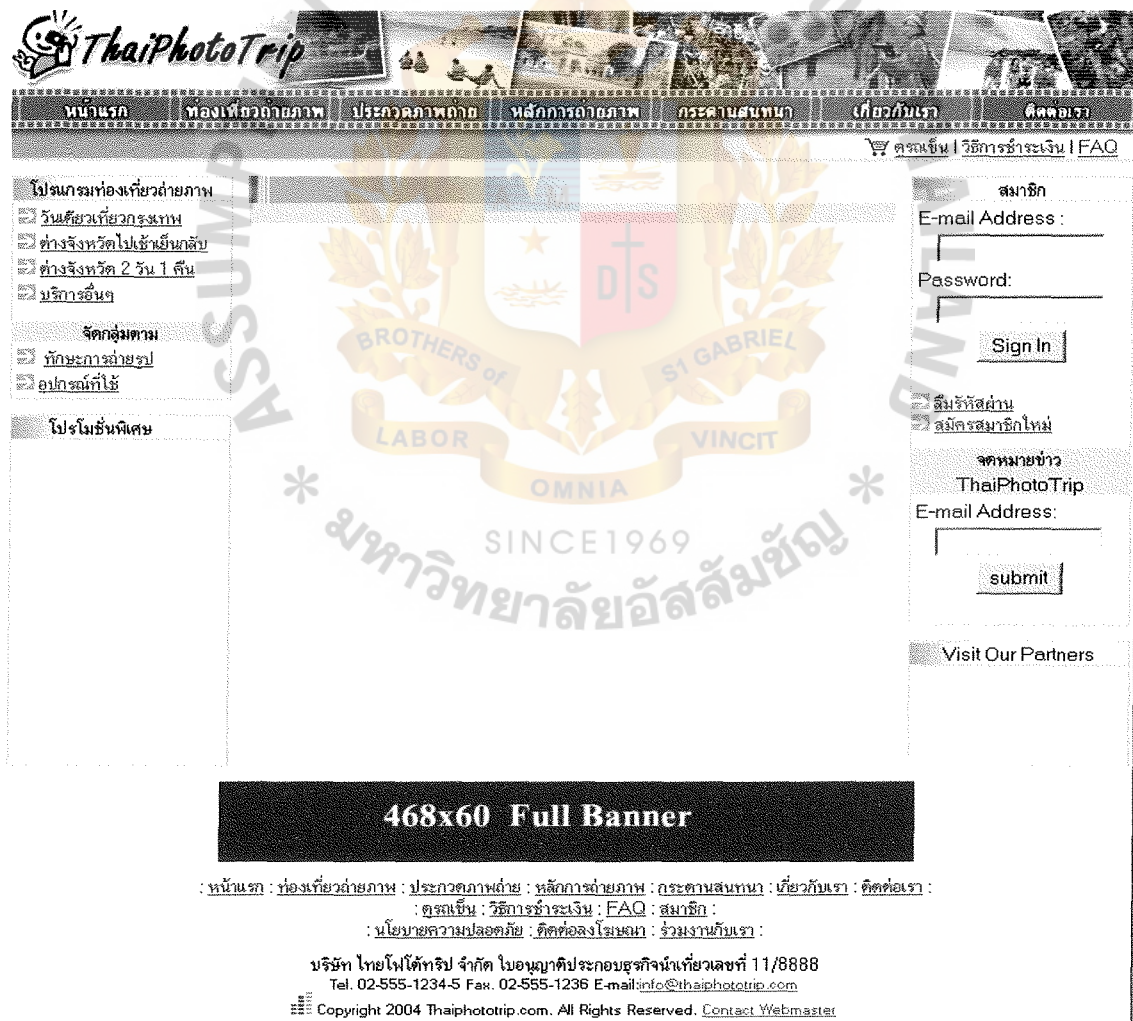 ThaiPhotoTrip
หน้าแรก ท่องเที่ยวถ่ายภาพ ประกวดภาพถ่าย หลักการถ่ายภาพ กระดานสนทนา เกี่ยวกับเรา ติดต่อเรา
ดูรถเข็น | วิธีการชำระเงิน | FAQ
โปรแกรมท่องเที่ยวถ่ายภาพ
วันเดียวเที่ยวกรุงเทพ
ต่างจังหวัดไปเช้าเย็นกลับ
ต่างจังหวัด 2 วัน 1 คืน
บริการอื่นๆ
จัดกลุ่มตาม
ทักษะการถ่ายรูป
อุปกรณ์ที่ใช้
โปรโมชั่นพิเศษ
สมาชิก
E-mail Address :
Password:
Sign In
ลืมรหัสผ่าน
สมัครสมาชิกใหม่
จดหมายข่าว
ThaiPhotoTrip
E-mail Address:
submit
Visit Our Partners
DS
BROTHERS OF ST GABRIEL
LABOR
VINCIT
OMNIA
SINCE1969
มหาวิทยาลัยอัสสัมชัญ
468x60 Full Banner
: หน้าแรก : ท่องเที่ยวถ่ายภาพ : ประกวดภาพถ่าย : หลักการถ่ายภาพ : กระดานสนทนา : เกี่ยวกับเรา : ติดต่อเรา :
: ดูรถเข็น : วิธีการชำระเงิน : FAQ : สมาชิก :
: นโยบายความปลอดภัย : ติดต่อลงโฆษณา : ร่วมงานกับเรา :
บริษัท ไทยโฟโต้ทริป จำกัด ใบอนุญาติประกอบธุรกิจนำเที่ยวเลขที่ 11/8888
Tel. 02-555-1234-5 Fax. 02-555-1236 E-mail:info@thaiphototrip.com
Copyright 2004 Thaiphototrip.com. All Rights Reserved. Contact Webmaster